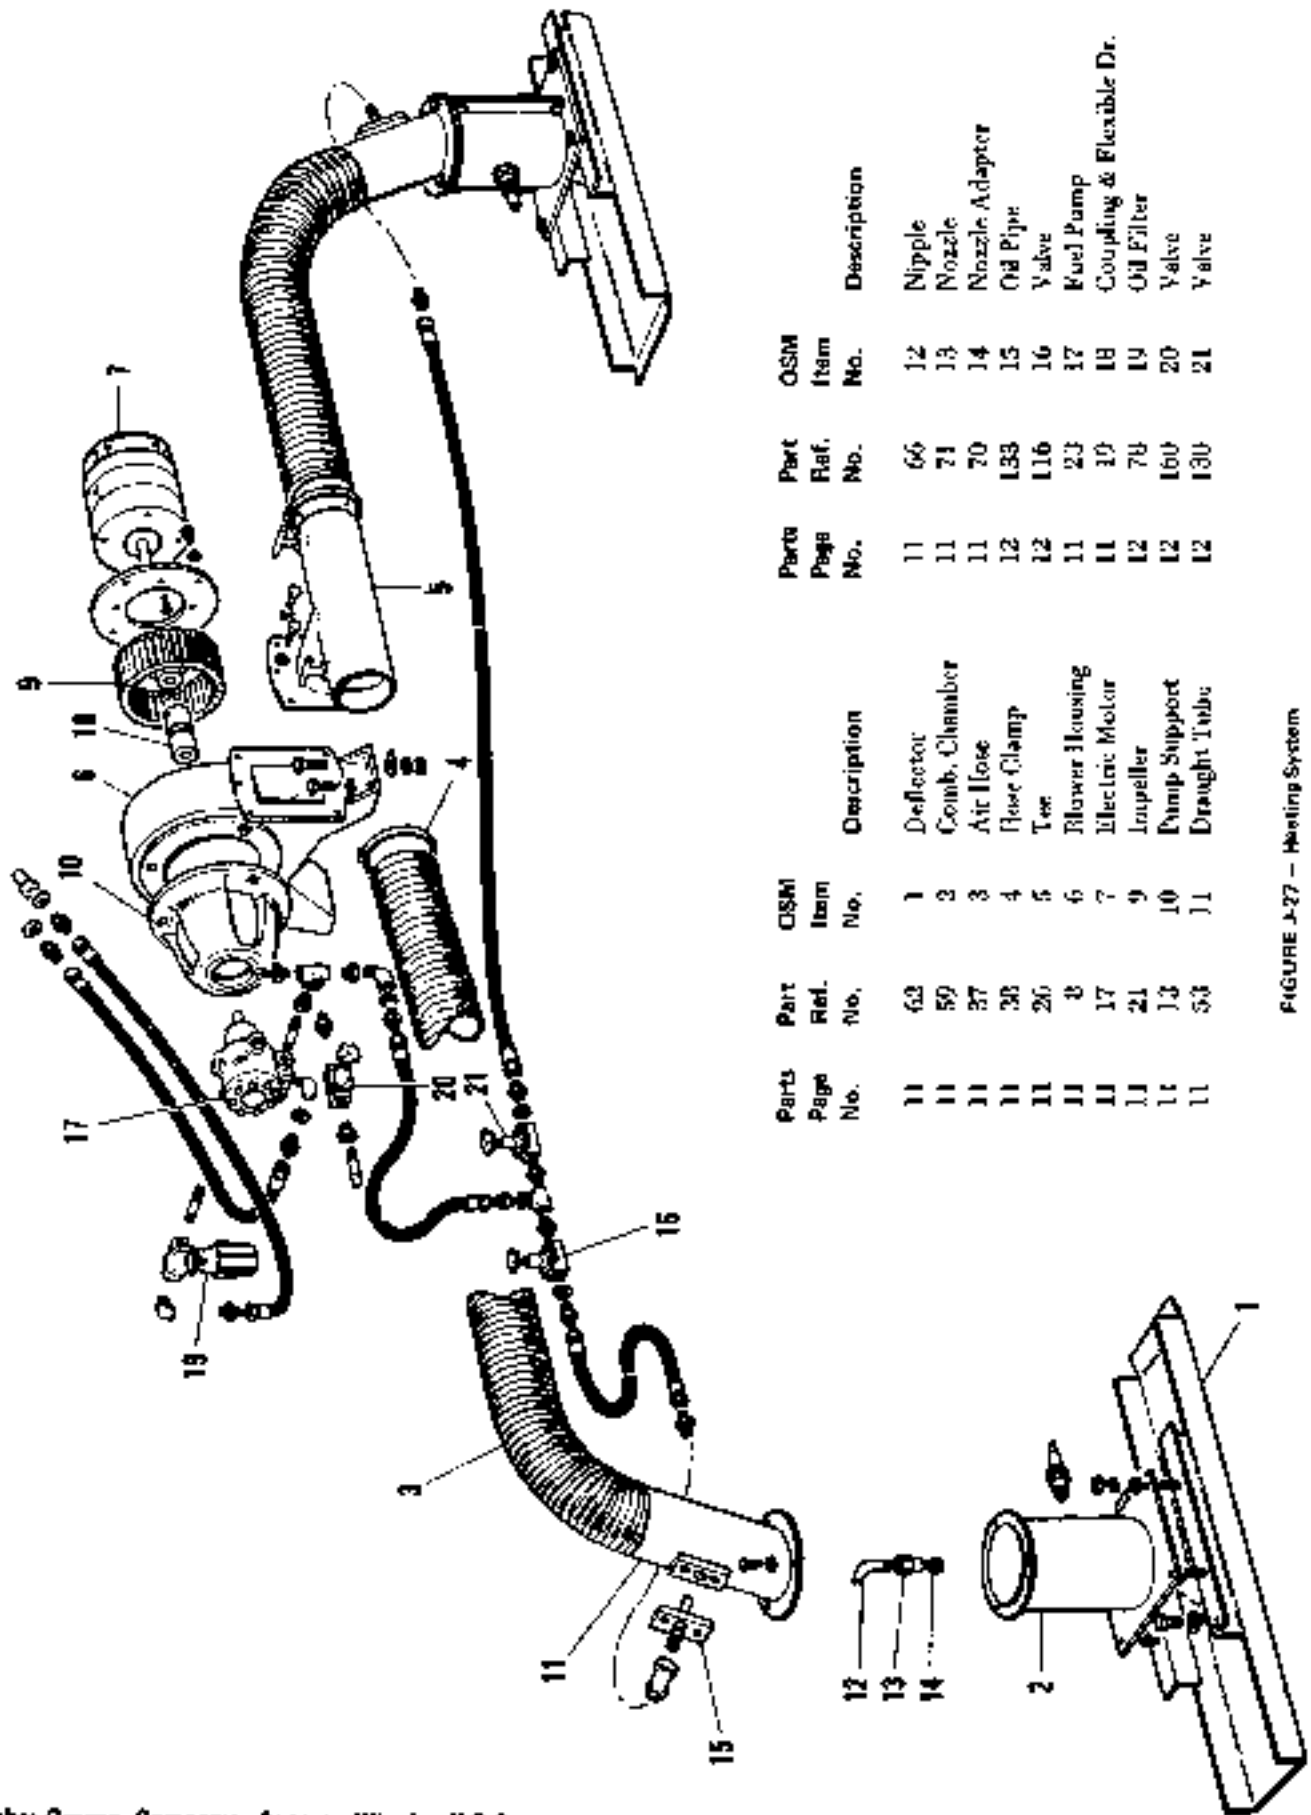 19
17
10
6
18
9
7
3
20
21
4
5
11
16
15
12
13
14
2
1
Parts Part OSM
Page Ref. Item
No. No. No. Description
11 62 1 Deflector
11 59 2 Comb. Chamber
11 37 3 Air Hose
11 38 4 Hose Clamp
11 26 5 Tee
11 8 6 Blower Housing
11 17 7 Electric Motor
11 21 9 Impeller
11 13 10 Pump Support
11 53 11 Draught Tube
Parts Part OSM
Page Ref. Item
No. No. No. Description
11 66 12 Nipple
11 71 13 Nozzle
11 70 14 Nozzle Adapter
12 133 15 Oil Pipe
12 116 16 Valve
11 23 17 Fuel Pump
11 19 18 Coupling & Flexible Dr.
12 78 19 Oil Filter
12 160 20 Valve
12 130 21 Valve
FIGURE J-27 — Heating System